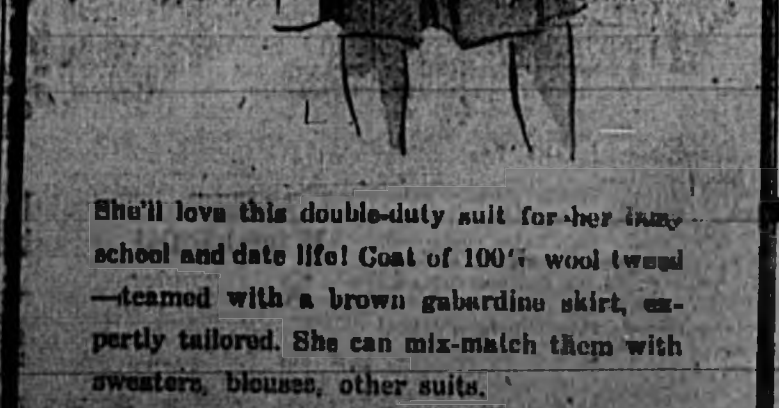 She'll love this double-duty suit for her
school and date life! Coat of 100% wool tweed
—teamed with a brown gabardine skirt, ex-
pertly tailored. She can mix-match them with
sweaters, blouses, other suits.